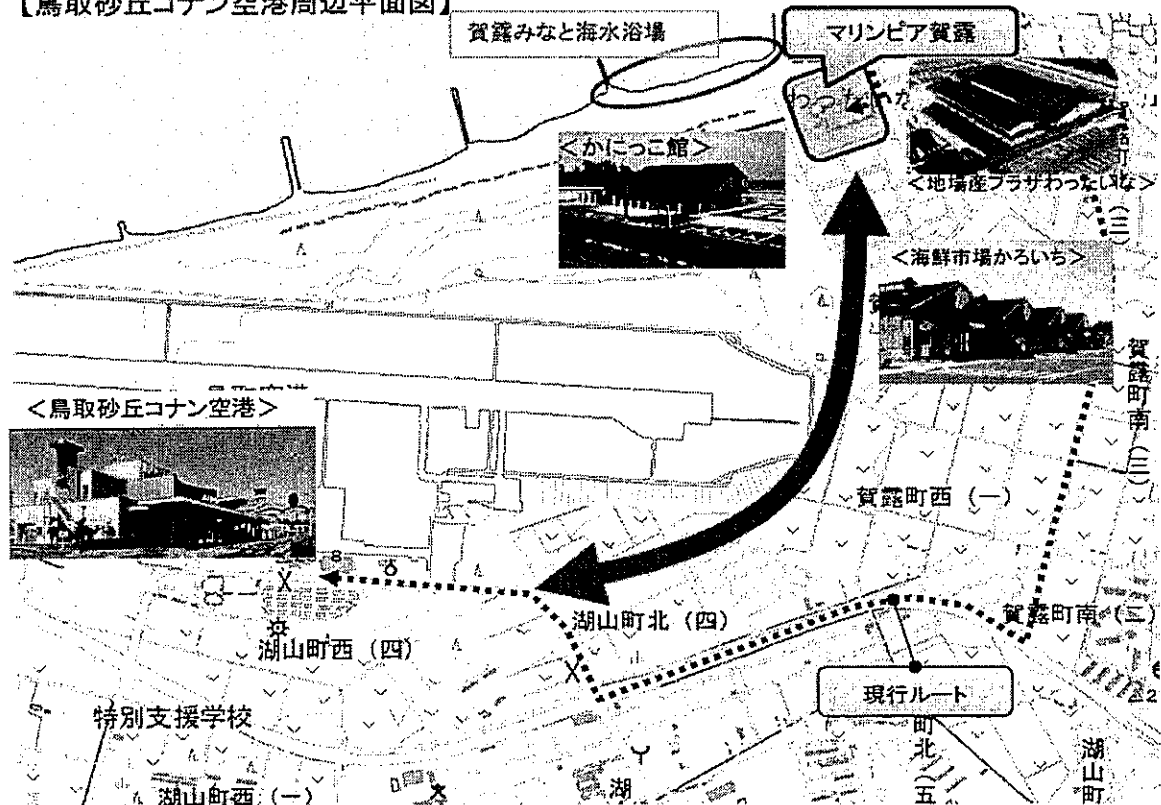 【鳥取砂丘コナン空港周辺平面図】
賀露みなと海水浴場
マリンピア賀露
＜かにっこ館＞
＜地場産プラザわったいな＞
（三）
＜海鮮市場かろいち＞
賀露町南（三）
＜鳥取砂丘コナン空港＞
賀露町西（一）
湖山町北（四）
賀露町南（二）
湖山町西（四）
現行ルート
特別支援学校
町北（五
湖山町
湖山町西（一）
湖